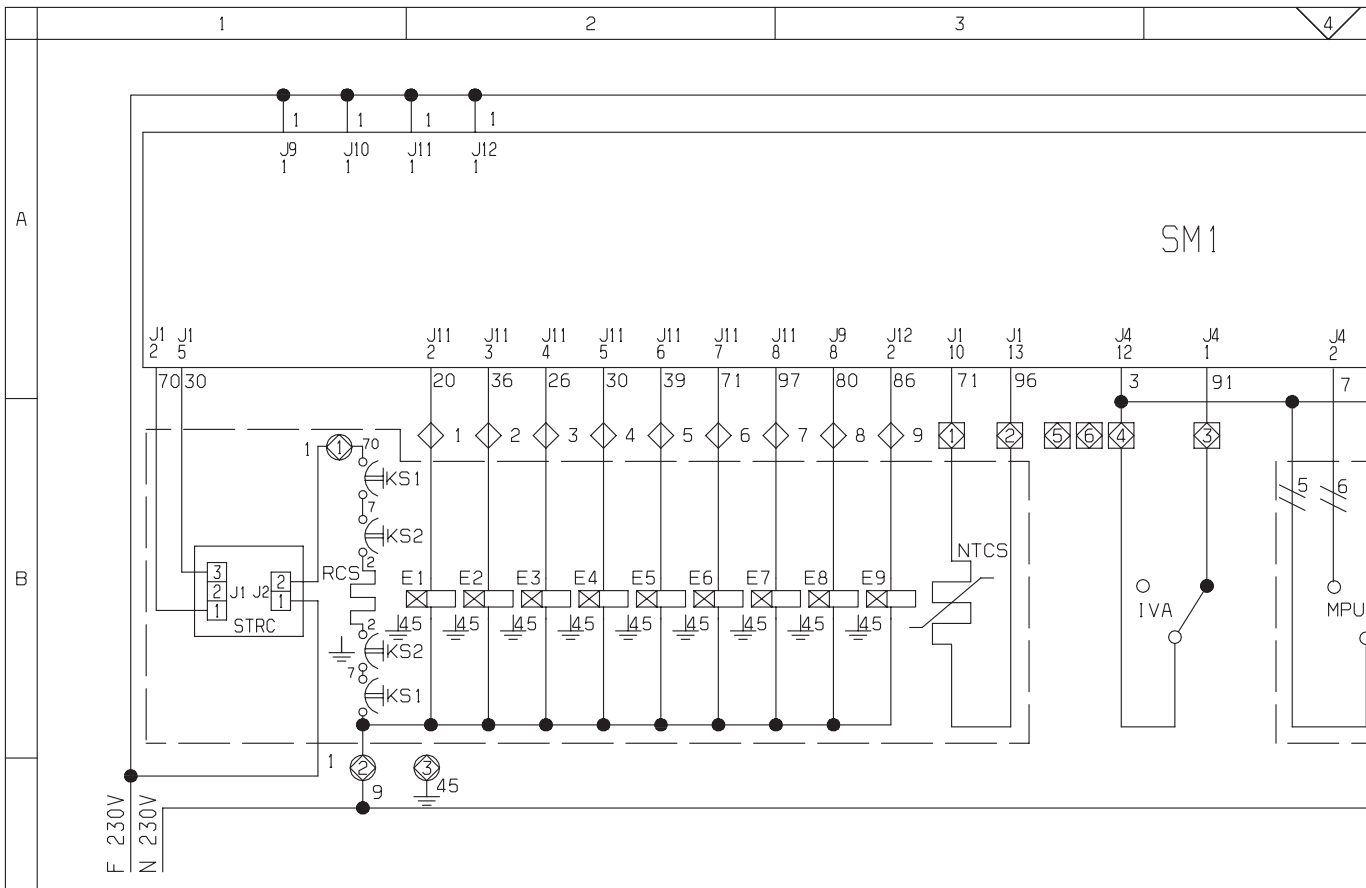 1 2 3 4
1 1 1 1
J9 J10 J11 J12
1 1 1 1
A
SM1
J1 J1 J11 J11 J11 J11 J11 J11 J11 J9 J12 J1 J1 J4 J4 J4
2 5 2 3 4 5 6 7 8 8 2 10 13 12 1 2
70 30 20 36 26 30 39 71 97 80 86 71 96 3 91 7
1 1 70 1 2 3 4 5 6 7 8 9 1 2 5 6 4 3
KS1
5 6
7
KS2
NTCS
2
RCS
3
2 J1 J2 2
1 1
STRC
B
E1 E2 E3 E4 E5 E6 E7 E8 E9
IVA
MPU
45 45 45 45 45 45 45 45 45
2
KS2
7
KS1
1 2 3
9 45
F 230V
N 230V